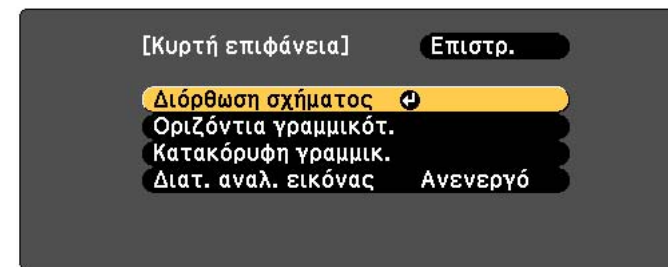 [Κυρτή επιφάνεια] Επιστρ.
Διόρθωση σχήματος
Οριζόντια γραμμικότ.
Κατακόρυφη γραμμικ.
Διατ. αναλ. εικόνας Ανενεργό